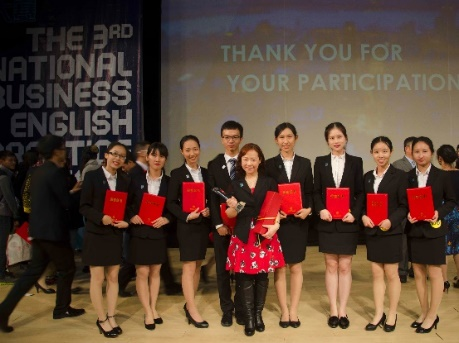 THE 3RD
NATIONAL
BUSINESS
ENGLISH
THANK YOU FOR
YOUR PARTICIPATION